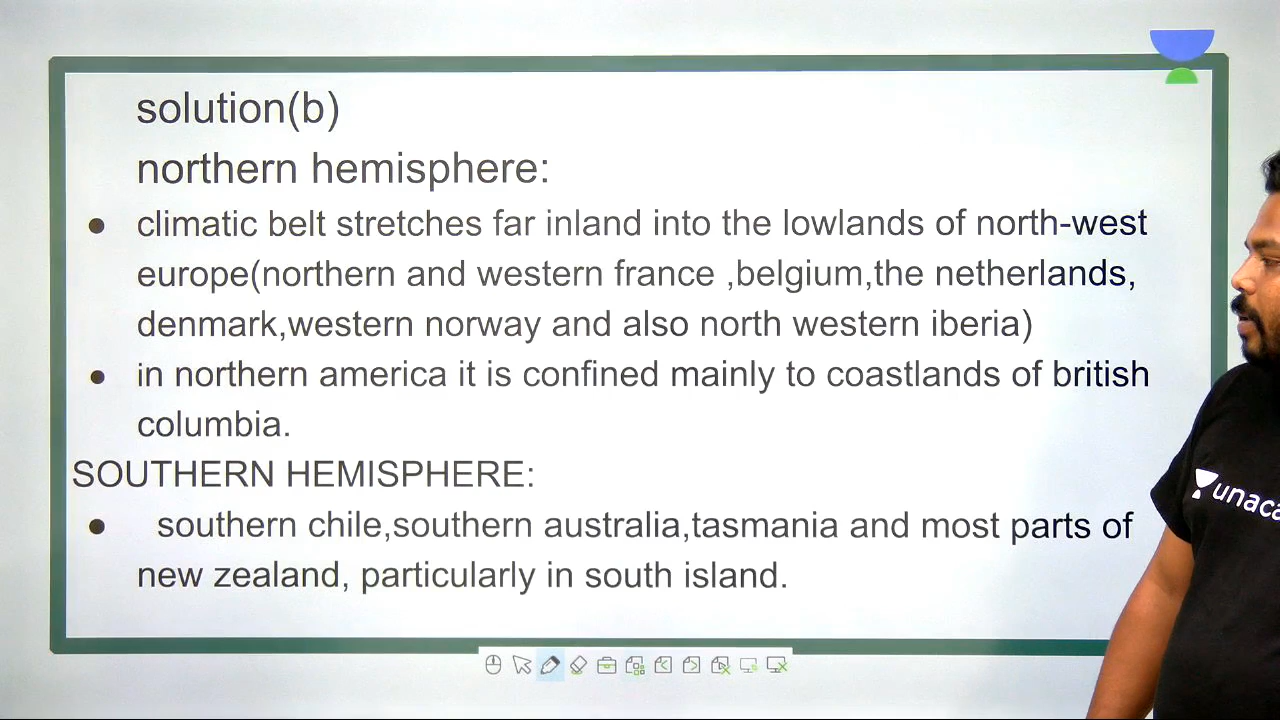 solution(b)
northern hemisphere:
● climatic belt stretches far inland into the lowlands of north-west
europe(northern and western france ,belgium,the netherlands,
denmark,western norway and also north western iberia)
● in northern america it is confined mainly to coastlands of british
columbia.
SOUTHERN HEMISPHERE:
● southern chile,southern australia,tasmania and most parts of
new zealand, particularly in south island.
unaca